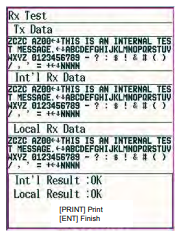 Rx Test
Tx Data
ZCZC AZ00←↓THIS IS AN INTERNAL TES
T MESSAGE.←↓ABCDEFGHIJKLMNOPQRSTUV
WXYZ 0123456789 - ? : $ ! & # ( )
/ , ' = ++↓NNNN
Int'l Rx Data
ZCZC AZ00←↓THIS IS AN INTERNAL TES
T MESSAGE.←↓ABCDEFGHIJKLMNOPQRSTUV
WXYZ 0123456789 - ? : $ ! & # ( )
/ , ' = ++↓NNNN
Local Rx Data
ZCZC AZ00←↓THIS IS AN INTERNAL TES
T MESSAGE.←↓ABCDEFGHIJKLMNOPQRSTUV
WXYZ 0123456789 - ? : $ ! & # ( )
/ , ' = ++↓NNNN
Int'l Result :OK
Local Result :OK
[PRINT] Print
[ENT] Finish